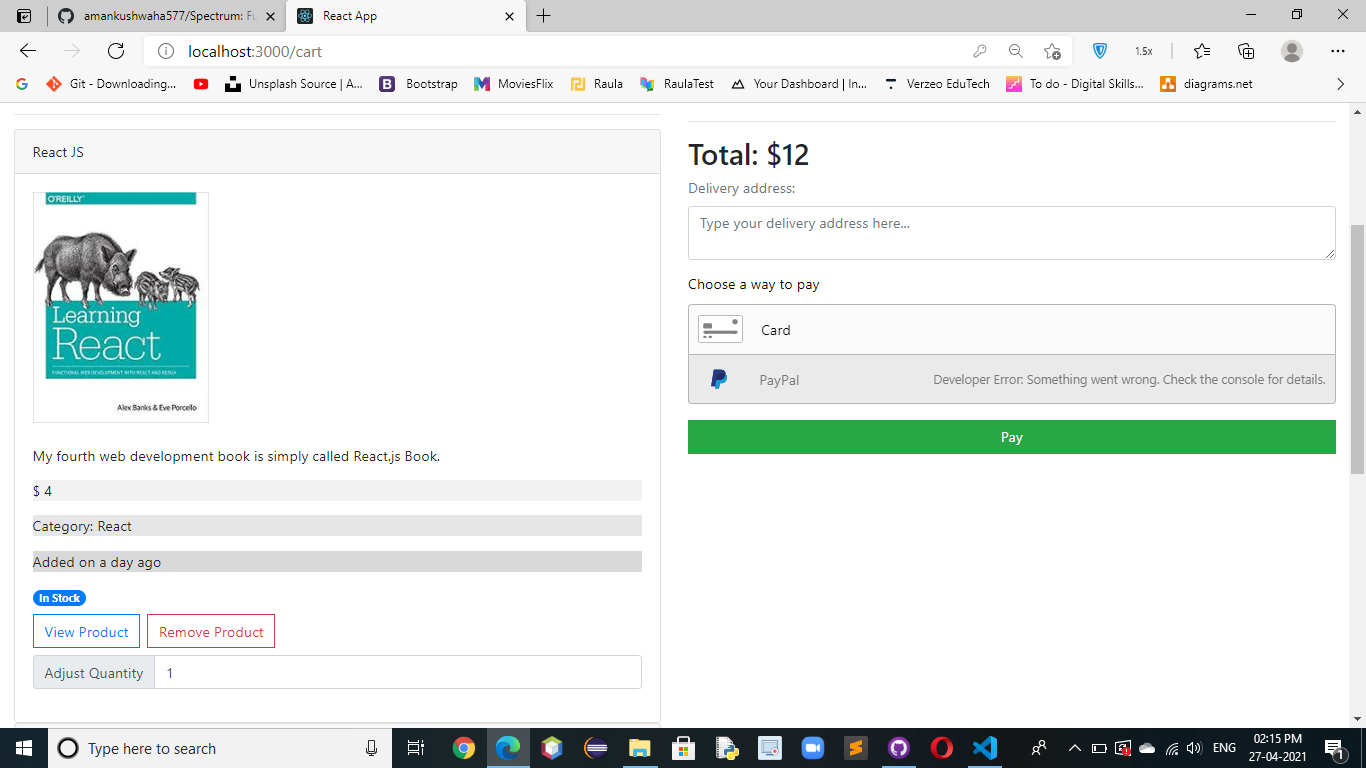 amankushwaha577/Spectrum: Fu
React App
localhost:3000/cart
1.5x
Git - Downloading...
Unsplash Source | A...
Bootstrap
MoviesFlix
Raula
RaulaTest
Your Dashboard | In...
Verzeo EduTech
To do - Digital Skills...
diagrams.net
React JS
O'REILLY'
Learning
React
FUNCTIONAL WEB DEVELOPMENT WITH REACT AND REDUX
Alex Banks & Eve Porcello
My fourth web development book is simply called React.js Book.
$ 4
Category: React
Added on a day ago
In Stock
View Product
Remove Product
Adjust Quantity
1
Total: $12
Delivery address:
Type your delivery address here...
Choose a way to pay
Card
PayPal
Developer Error: Something went wrong. Check the console for details.
Pay
Type here to search
ENG
02:15 PM
27-04-2021
1